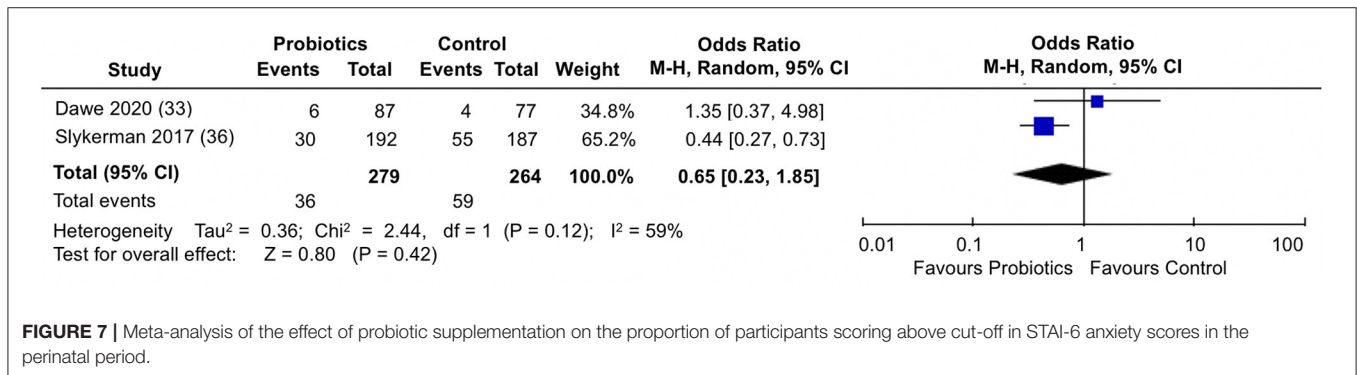 Probiotics Control Odds Ratio Odds Ratio
Study Events Total Events Total Weight M-H, Random, 95% CI M-H, Random, 95% CI
Dawe 2020 (33) 6 87 4 77 34.8% 1.35 [0.37, 4.98]
Slykerman 2017 (36) 30 192 55 187 65.2% 0.44 [0.27, 0.73]
Total (95% CI) 279 264 100.0% 0.65 [0.23, 1.85]
Total events 36 59
Heterogeneity Tau² = 0.36; Chi² = 2.44, df = 1 (P = 0.12); I² = 59%
Test for overall effect: Z = 0.80 (P = 0.42)
0.01 0.1 1 10 100
Favours Probiotics Favours Control
FIGURE 7 | Meta-analysis of the effect of probiotic supplementation on the proportion of participants scoring above cut-off in STAI-6 anxiety scores in the
perinatal period.